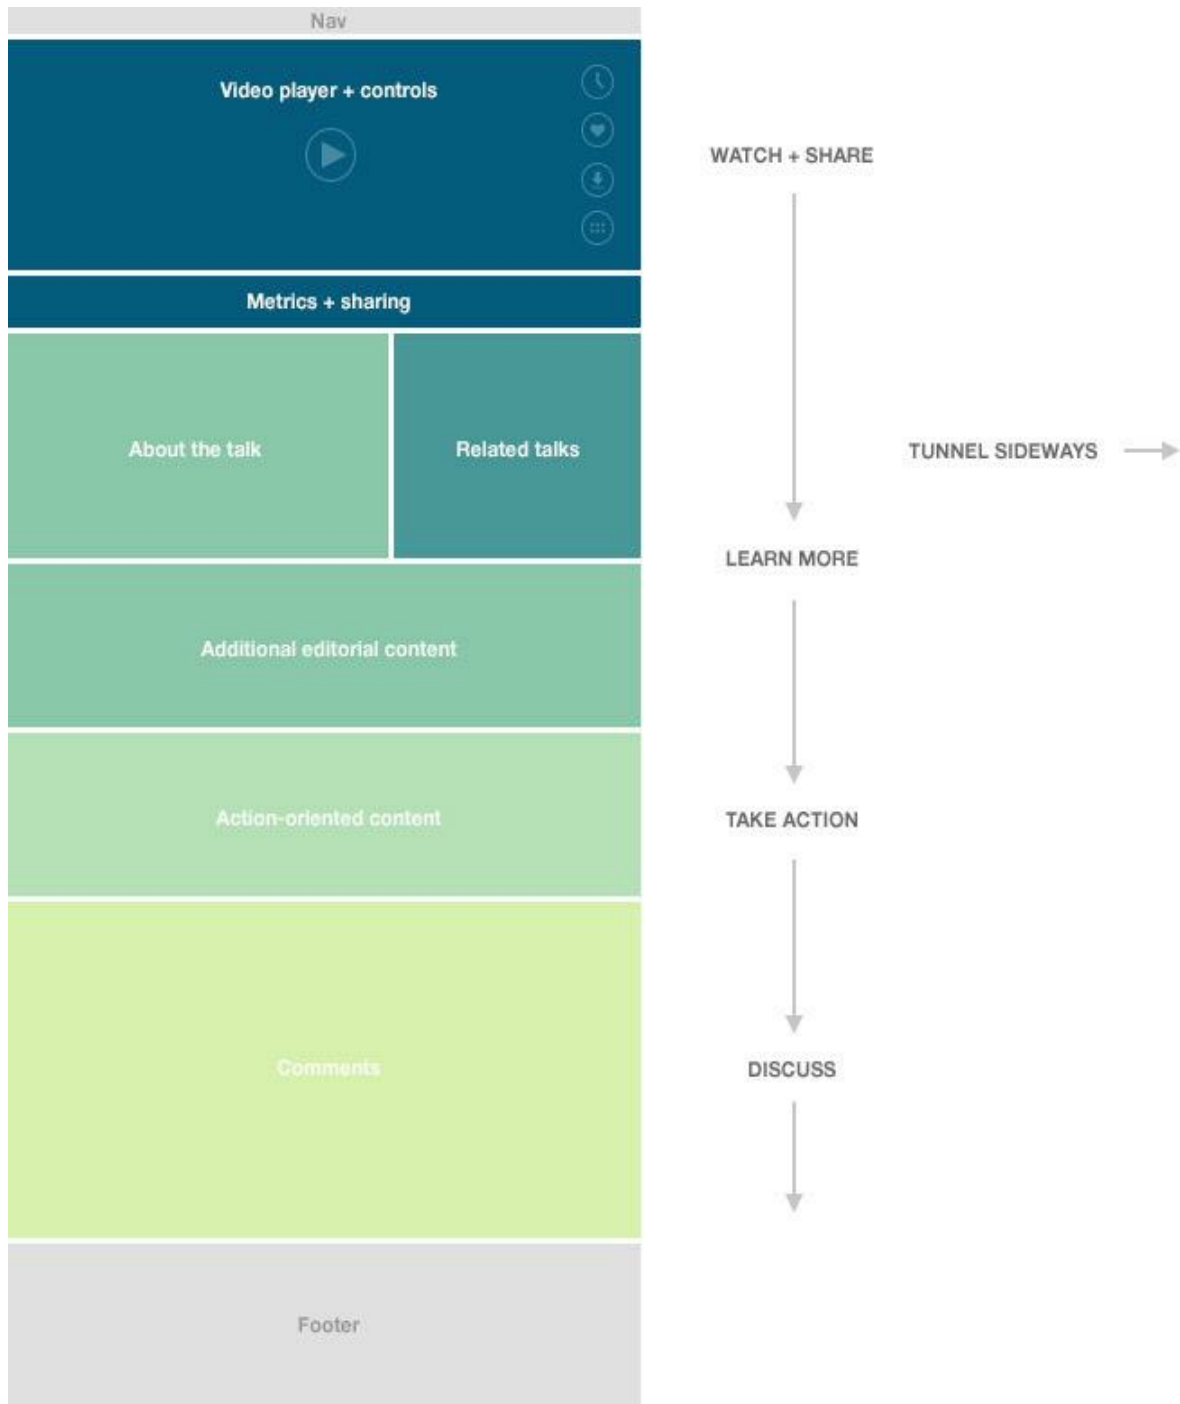 Nav
Video player + controls
WATCH + SHARE
Metrics + sharing
About the talk
Related talks
TUNNEL SIDEWAYS
LEARN MORE
Additional editorial content
Action-oriented content
TAKE ACTION
Comments
DISCUSS
Footer